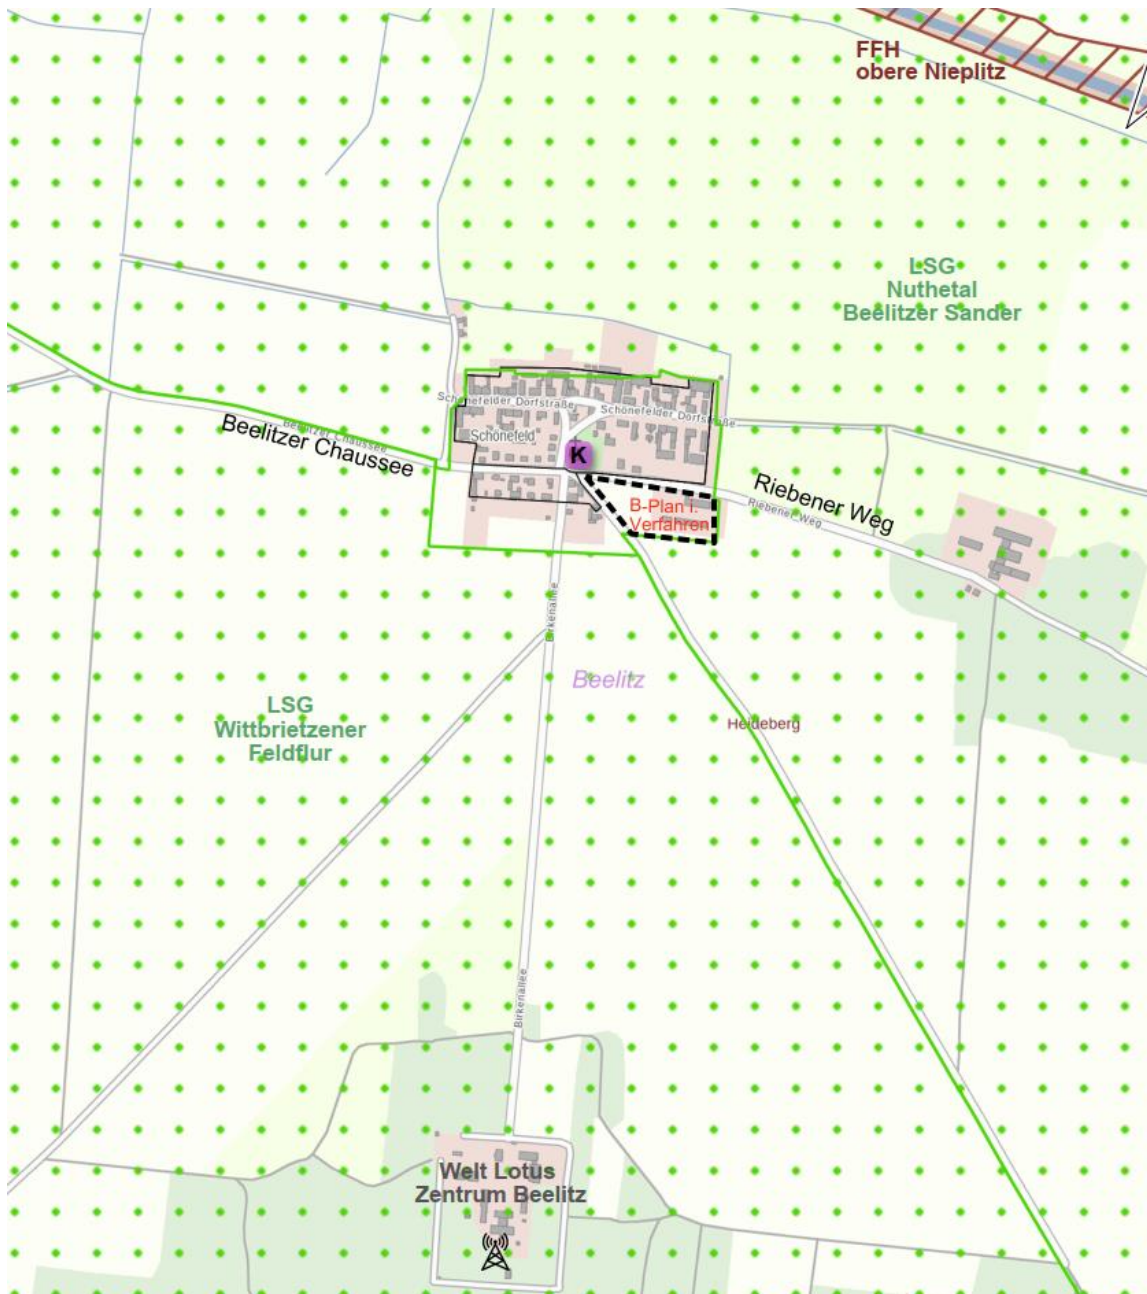 FFH
obere Nieplitz
LSG
Nuthetal
Beelitzer Sander
Schönefelder Dorfstraße
Schönefelder Dorfstraße
Beelitzer Chaussee
Beelitzer Chaussee
Schönefeld
K
Riebener Weg
Riebener Weg
B-Plan i.
Verfahren
Birkenallee
Beelitz
LSG
Wittbrietzener
Feldflur
Heideberg
Birkenallee
Welt Lotus
Zentrum Beelitz